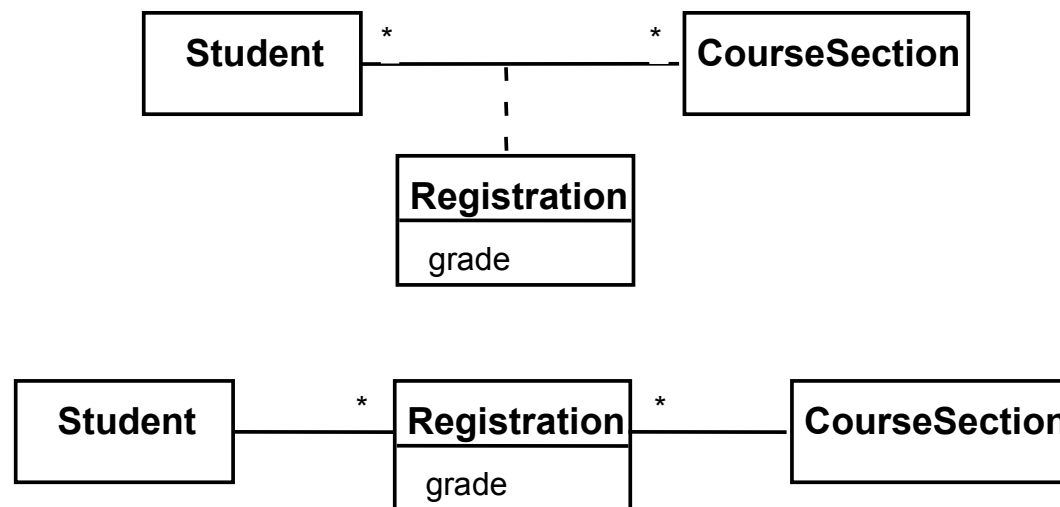 Student * * CourseSection
Registration
grade
Student * Registration * CourseSection
grade